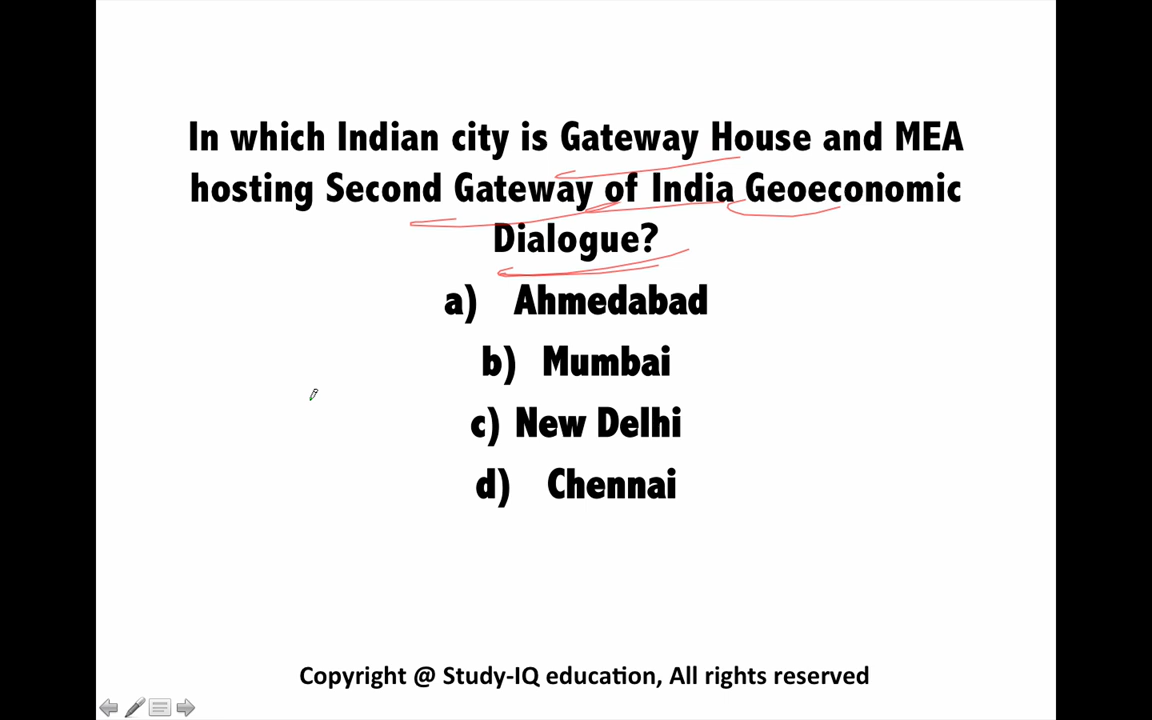 In which Indian city is Gateway House and MEA
hosting Second Gateway of India Geoeconomic
Dialogue?
a) Ahmedabad
b) Mumbai
c) New Delhi
d) Chennai
Copyright @ Study-IQ education, All rights reserved